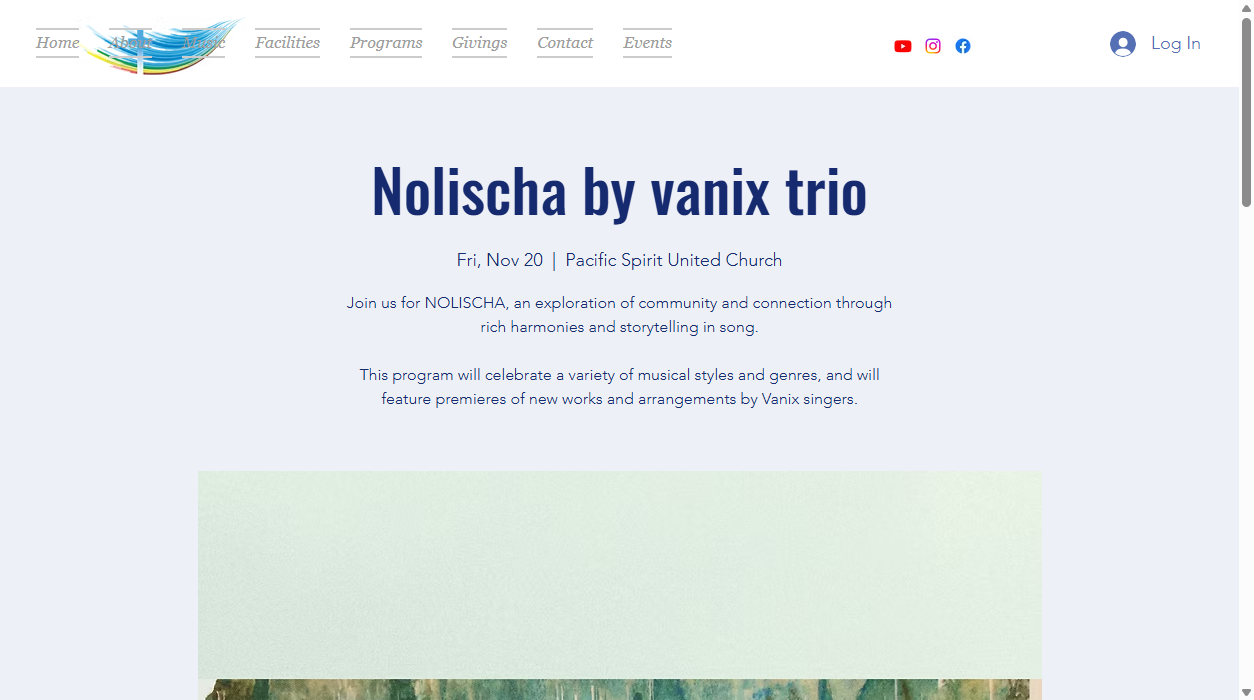 Home About Music Facilities Programs Givings Contact Events
Log In
Nolischa by vanix trio
Fri, Nov 20 | Pacific Spirit United Church
Join us for NOLISCHA, an exploration of community and connection through
rich harmonies and storytelling in song.
This program will celebrate a variety of musical styles and genres, and will
feature premieres of new works and arrangements by Vanix singers.